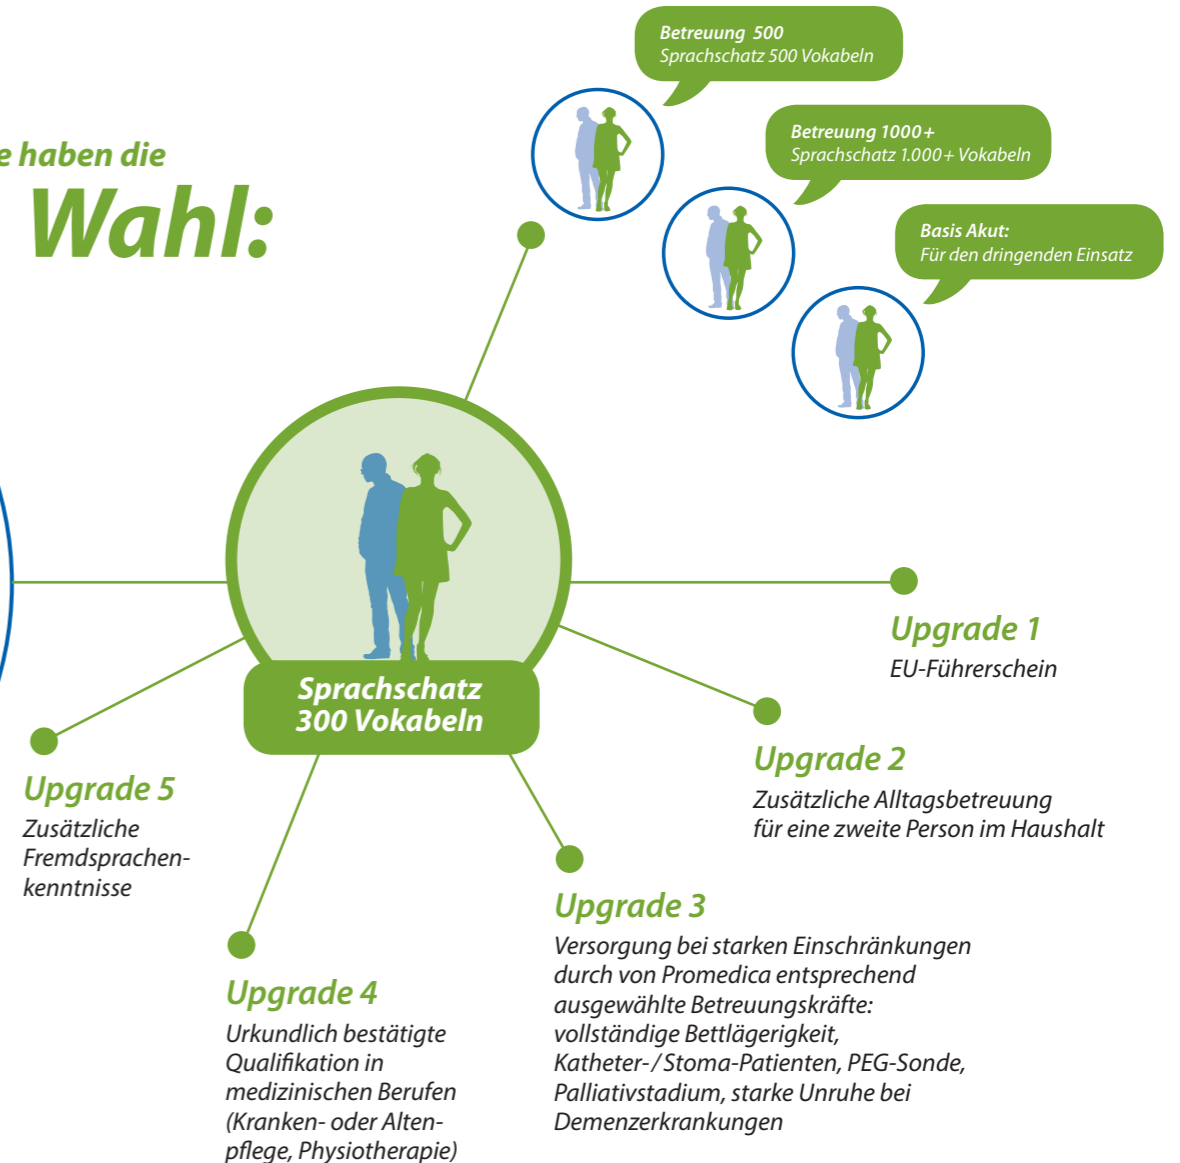 e haben die
Wahl:
Betreuung 500
Sprachschatz 500 Vokabeln
Betreuung 1000+
Sprachschatz 1.000+ Vokabeln
Basis Akut:
Für den dringenden Einsatz
Sprachschatz
300 Vokabeln
Upgrade 1
EU-Führerschein
Upgrade 2
Zusätzliche Alltagsbetreuung
für eine zweite Person im Haushalt
Upgrade 3
Versorgung bei starken Einschränkungen
durch von Promedica entsprechend
ausgewählte Betreuungskräfte:
vollständige Bettlägerigkeit,
Katheter-/Stoma-Patienten, PEG-Sonde,
Palliativstadium, starke Unruhe bei
Demenzerkrankungen
Upgrade 4
Urkundlich bestätigte
Qualifikation in
medizinischen Berufen
(Kranken- oder Alten-
pflege, Physiotherapie)
Upgrade 5
Zusätzliche
Fremdsprachen-
kenntnisse